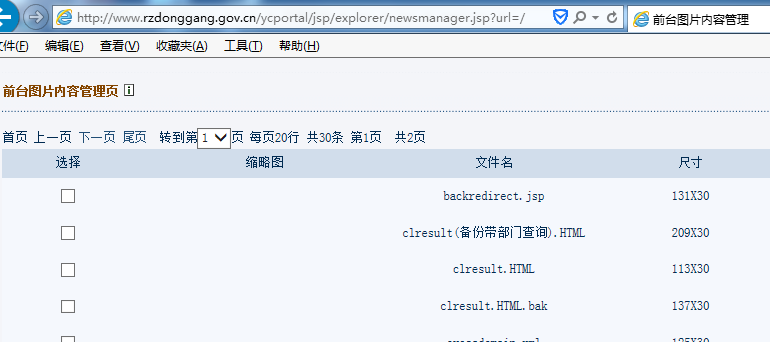 http://www.rzdonggang.gov.cn/ycportal/jsp/explorer/newsmanager.jsp?url=/
前台图片内容管理
文件(F) 编辑(E) 查看(V) 收藏夹(A) 工具(T) 帮助(H)
前台图片内容管理页
首页 上一页 下一页 尾页 转到第 1 页 每页20行 共30条 第1页 共2页
选择 缩略图 文件名 尺寸
backredirect.jsp 131X30
clresult(备份带部门查询).HTML 209X30
clresult.HTML 113X30
clresult.HTML.bak 137X30